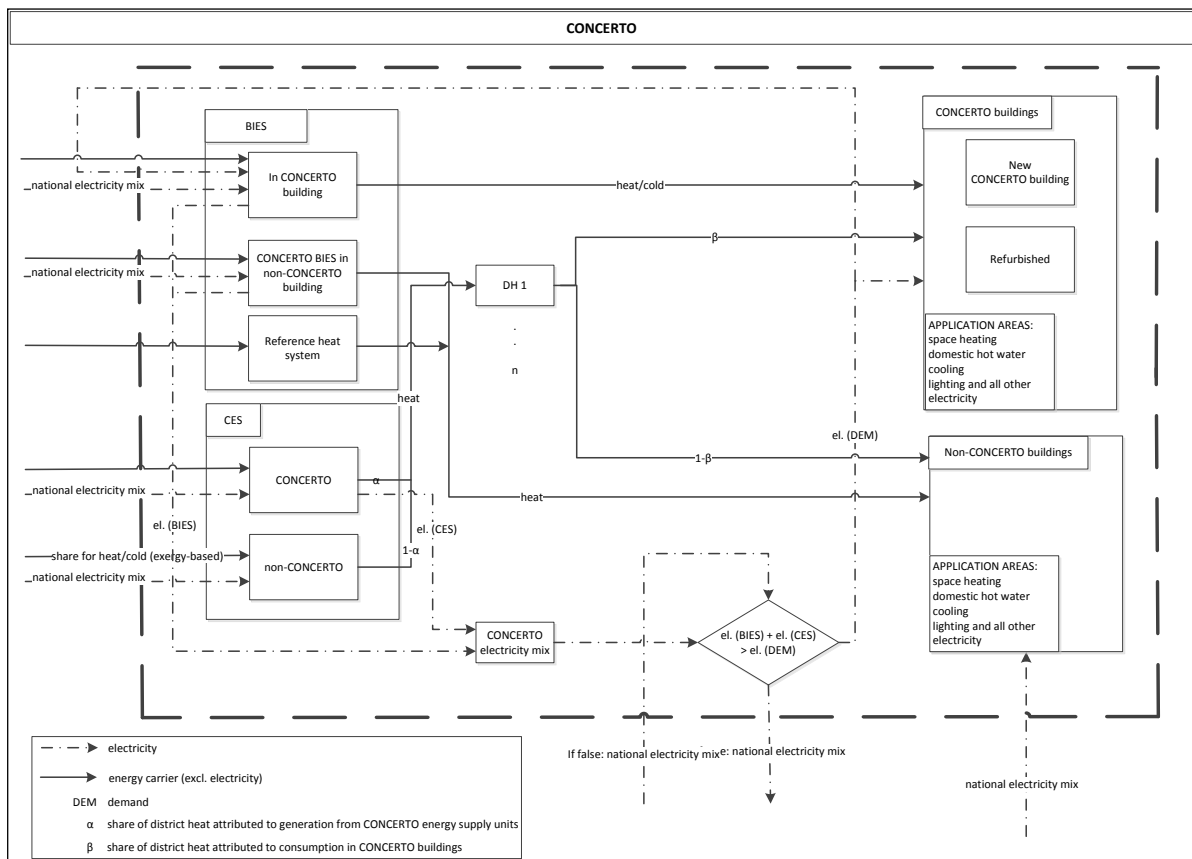 CONCERTO
BIES
In CONCERTO
building
national electricity mix
CONCERTO BIES in
non-CONCERTO
building
national electricity mix
Reference heat
system
heat
CES
CONCERTO
national electricity mix
α
el. (BIES)
el. (CES)
share for heat/cold (exergy-based)
non-CONCERTO
national electricity mix
1-α
DH 1
.
.
.
n
heat/cold
β
1-β
heat
el. (DEM)
CONCERTO buildings
New
CONCERTO building
Refurbished
APPLICATION AREAS:
space heating
domestic hot water
cooling
lighting and all other
electricity
Non-CONCERTO buildings
APPLICATION AREAS:
space heating
domestic hot water
cooling
lighting and all other
electricity
CONCERTO
electricity mix
el. (BIES) + el. (CES)
> el. (DEM)
If false: national electricity mix
e: national electricity mix
national electricity mix
electricity
energy carrier (excl. electricity)
DEM demand
α share of district heat attributed to generation from CONCERTO energy supply units
β share of district heat attributed to consumption in CONCERTO buildings